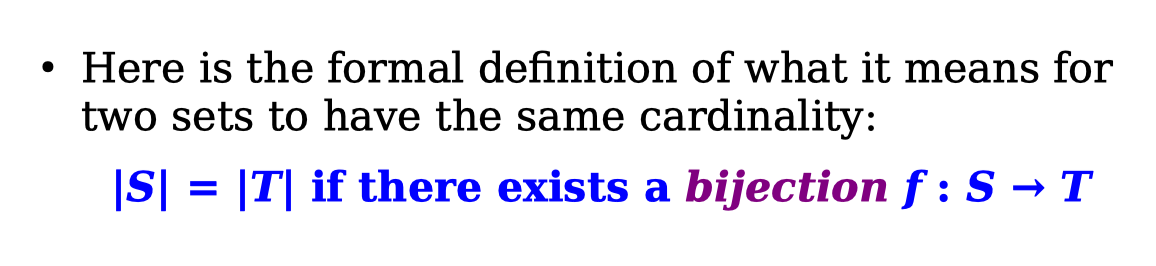 • Here is the formal definition of what it means for
two sets to have the same cardinality:
|S| = |T| if there exists a bijection f : S → T